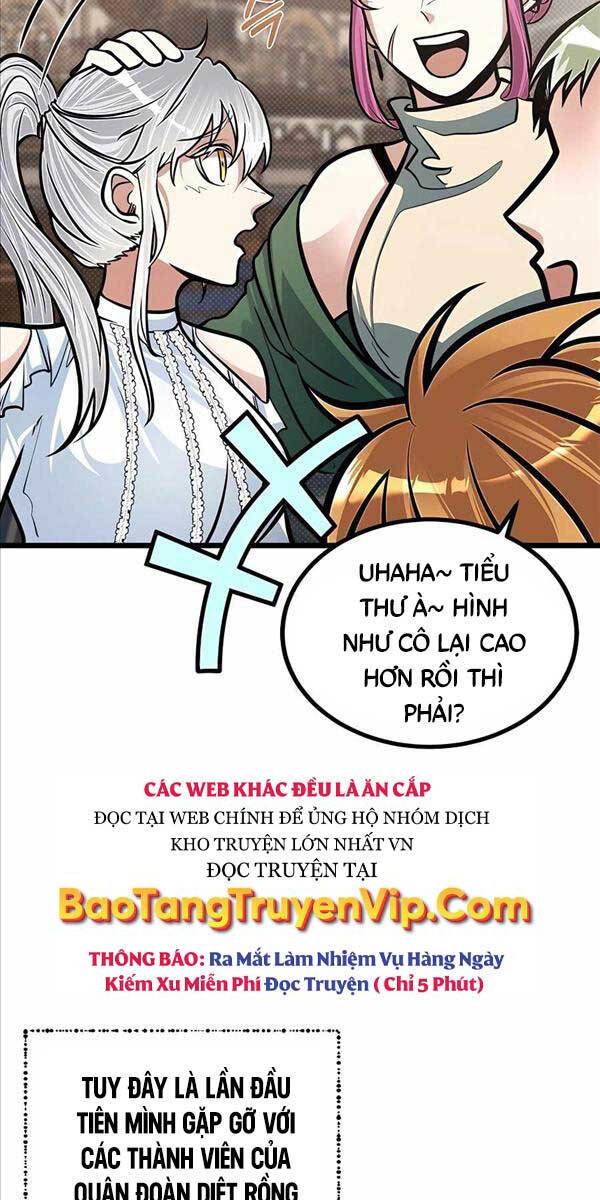 UHAHA~ TIỂU
THƯ À~ HÌNH
NHƯ CÔ LẠI CAO
HƠN RỒI THÌ
PHẢI?
CÁC WEB KHÁC ĐỀU LÀ ĂN CẮP
ĐỌC TẠI WEB CHÍNH ĐỂ ỦNG HỘ NHÓM DỊCH
KHO TRUYỆN LỚN NHẤT VN
ĐỌC TRUYỆN TẠI
BaoTangTruyenVip.Com
THÔNG BÁO: Ra Mắt Làm Nhiệm Vụ Hàng Ngày
Kiếm Xu Miễn Phí Đọc Truyện ( Chỉ 5 Phút)
TUY ĐÂY LÀ LẦN ĐẦU
TIÊN MÌNH GẶP GỠ VỚI
CÁC THÀNH VIÊN CỦA
QUÂN ĐOÀN DIỆT RỒNG